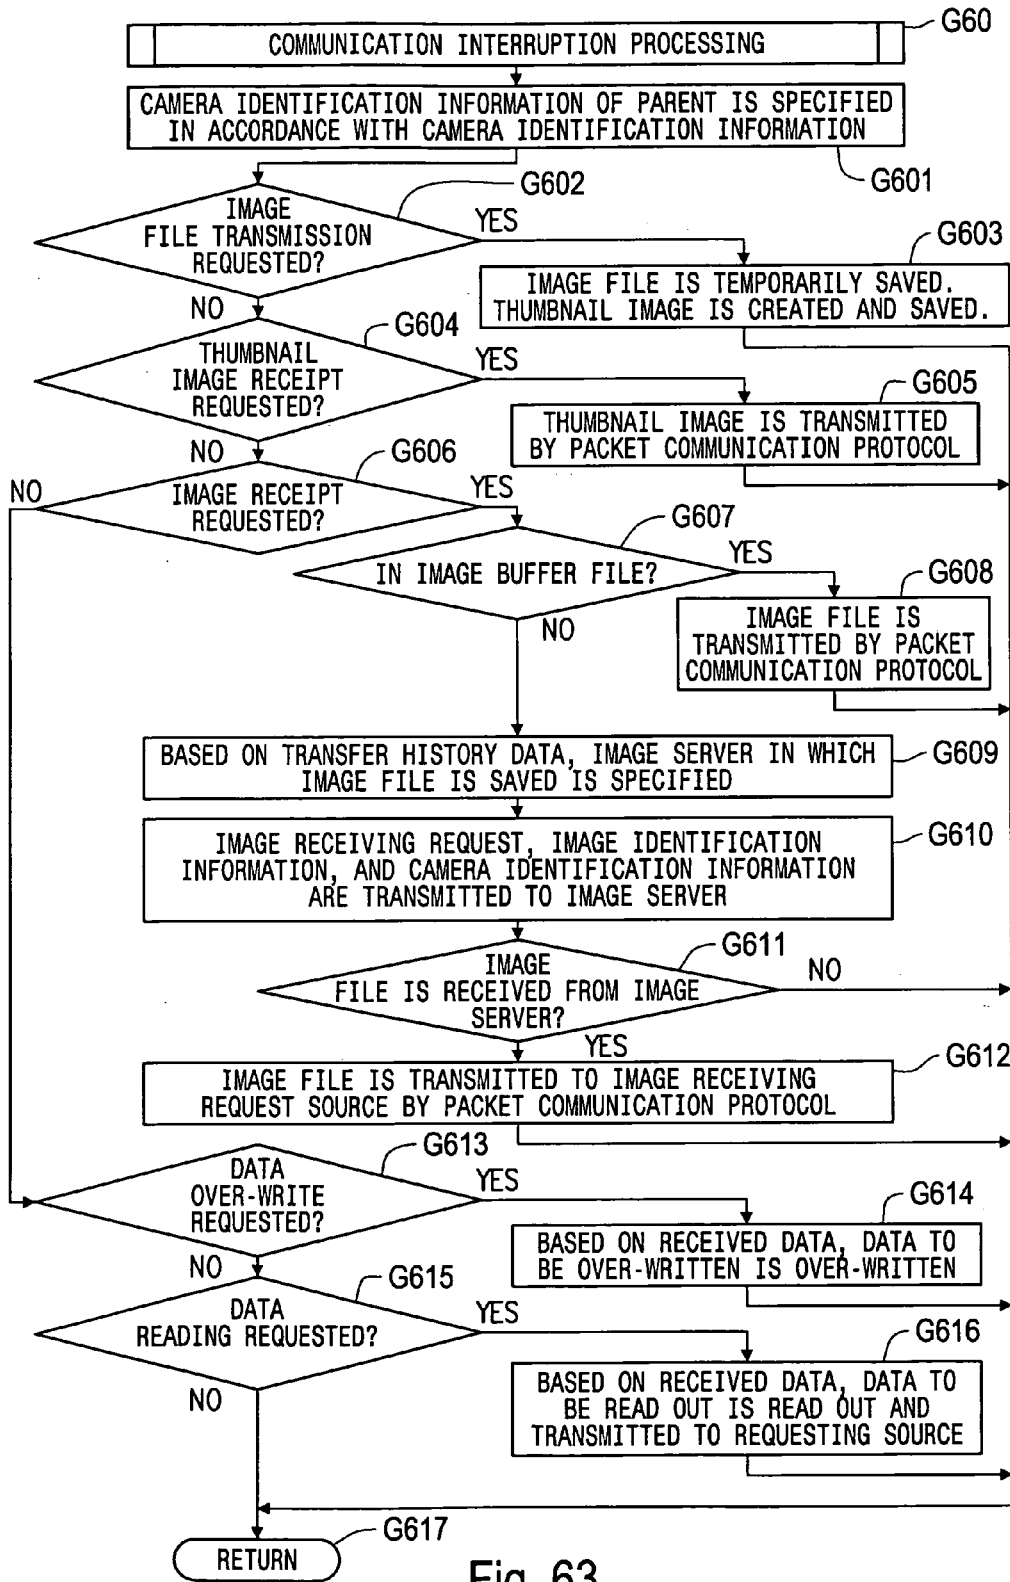 G60
COMMUNICATION INTERRUPTION PROCESSING
CAMERA IDENTIFICATION INFORMATION OF PARENT IS SPECIFIED
IN ACCORDANCE WITH CAMERA IDENTIFICATION INFORMATION
G601
G602
IMAGE
FILE TRANSMISSION
REQUESTED?
YES
NO
G603
IMAGE FILE IS TEMPORARILY SAVED.
THUMBNAIL IMAGE IS CREATED AND SAVED.
G604
THUMBNAIL
IMAGE RECEIPT
REQUESTED?
YES
NO
G605
THUMBNAIL IMAGE IS TRANSMITTED
BY PACKET COMMUNICATION PROTOCOL
G606
IMAGE RECEIPT
REQUESTED?
NO
YES
G607
IN IMAGE BUFFER FILE?
YES
NO
G608
IMAGE FILE IS
TRANSMITTED BY PACKET
COMMUNICATION PROTOCOL
BASED ON TRANSFER HISTORY DATA, IMAGE SERVER IN WHICH
IMAGE FILE IS SAVED IS SPECIFIED
G609
IMAGE RECEIVING REQUEST, IMAGE IDENTIFICATION
INFORMATION, AND CAMERA IDENTIFICATION INFORMATION
ARE TRANSMITTED TO IMAGE SERVER
G610
G611
IMAGE
FILE IS RECEIVED FROM IMAGE
SERVER?
NO
YES
G612
IMAGE FILE IS TRANSMITTED TO IMAGE RECEIVING
REQUEST SOURCE BY PACKET COMMUNICATION PROTOCOL
G613
DATA
OVER-WRITE
REQUESTED?
YES
NO
G614
BASED ON RECEIVED DATA, DATA TO
BE OVER-WRITTEN IS OVER-WRITTEN
G615
DATA
READING REQUESTED?
YES
NO
G616
BASED ON RECEIVED DATA, DATA TO
BE READ OUT IS READ OUT AND
TRANSMITTED TO REQUESTING SOURCE
G617
RETURN
Fig. 63